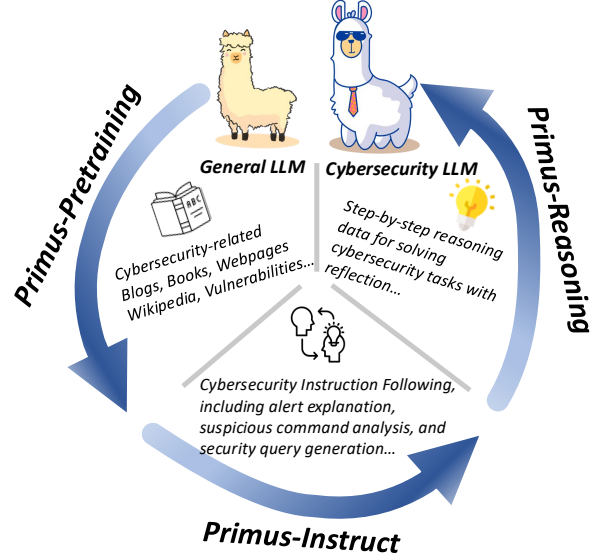 General LLM
Cybersecurity LLM
Primus-Pretraining
ABC
Cybersecurity-related
Blogs, Books, Webpages
Wikipedia, Vulnerabilities...
Step-by-step reasoning
data for solving
cybersecurity tasks with
reflection...
Primus-Reasoning
Cybersecurity Instruction Following,
including alert explanation,
suspicious command analysis, and
security query generation...
Primus-Instruct